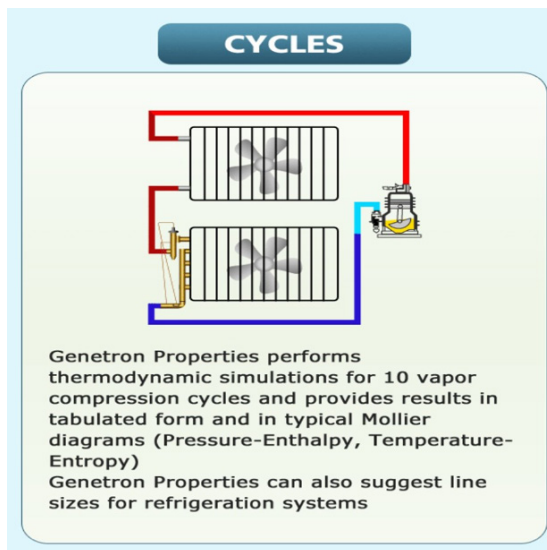 CYCLES
Genetron Properties performs
thermodynamic simulations for 10 vapor
compression cycles and provides results in
tabulated form and in typical Mollier
diagrams (Pressure-Enthalpy, Temperature-
Entropy)
Genetron Properties can also suggest line
sizes for refrigeration systems